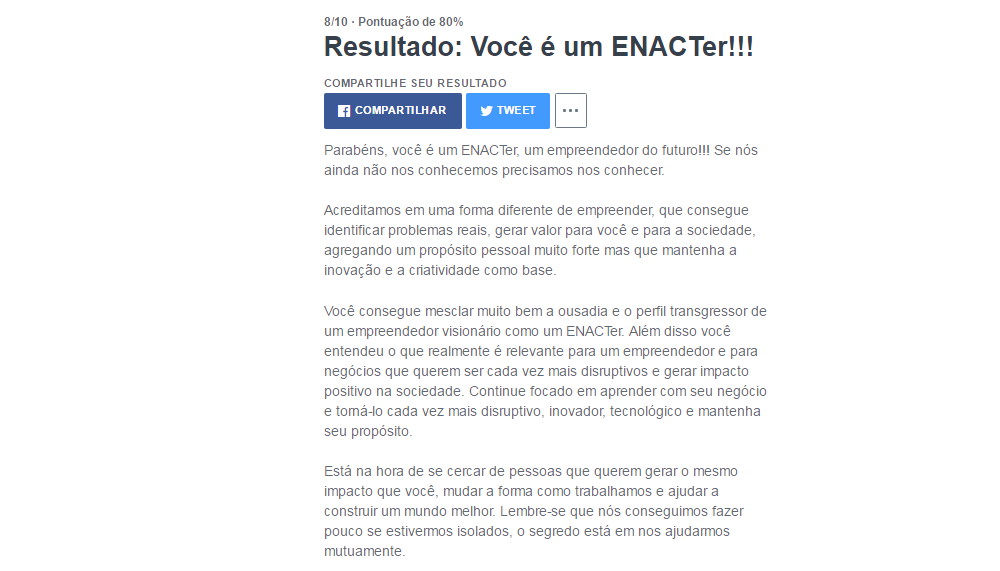 8/10 · Pontuação de 80%
Resultado: Você é um ENACTer!!!
COMPARTILHE SEU RESULTADO
COMPARTILHAR TWEET
Parabéns, você é um ENACTer, um empreendedor do futuro!!! Se nós
ainda não nos conhecemos precisamos nos conhecer.
Acreditamos em uma forma diferente de empreender, que consegue
identificar problemas reais, gerar valor para você e para a sociedade,
agregando um propósito pessoal muito forte mas que mantenha a
inovação e a criatividade como base.
Você consegue mesclar muito bem a ousadia e o perfil transgressor de
um empreendedor visionário como um ENACTer. Além disso você
entendeu o que realmente é relevante para um empreendedor e para
negócios que querem ser cada vez mais disruptivos e gerar impacto
positivo na sociedade. Continue focado em aprender com seu negócio
e torná-lo cada vez mais disruptivo, inovador, tecnológico e mantenha
seu propósito.
Está na hora de se cercar de pessoas que querem gerar o mesmo
impacto que você, mudar a forma como trabalhamos e ajudar a
construir um mundo melhor. Lembre-se que nós conseguimos fazer
pouco se estivermos isolados, o segredo está em nos ajudarmos
mutuamente.